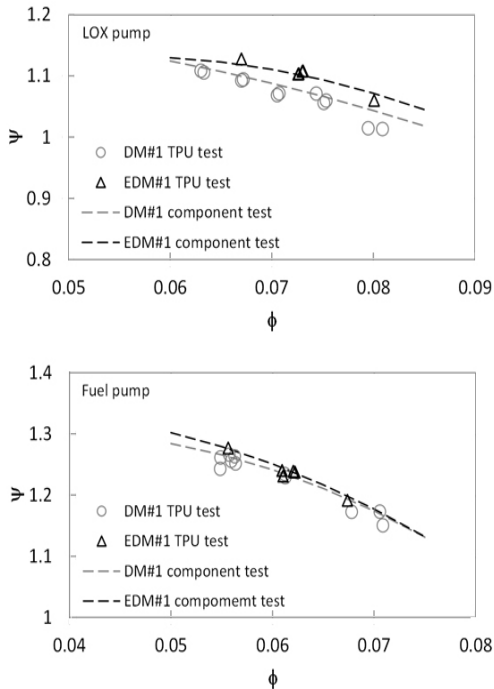 1.2
LOX pump
1.1
1
Ψ
DM#1 TPU test
EDM#1 TPU test
0.9
DM#1 component test
EDM#1 component test
0.8
0.05 0.06 0.07 0.08 0.09
ϕ
1.4
Fuel pump
1.3
1.2
Ψ
DM#1 TPU test
EDM#1 TPU test
1.1
DM#1 component test
EDM#1 compomemt test
1
0.04 0.05 0.06 0.07 0.08
ϕ